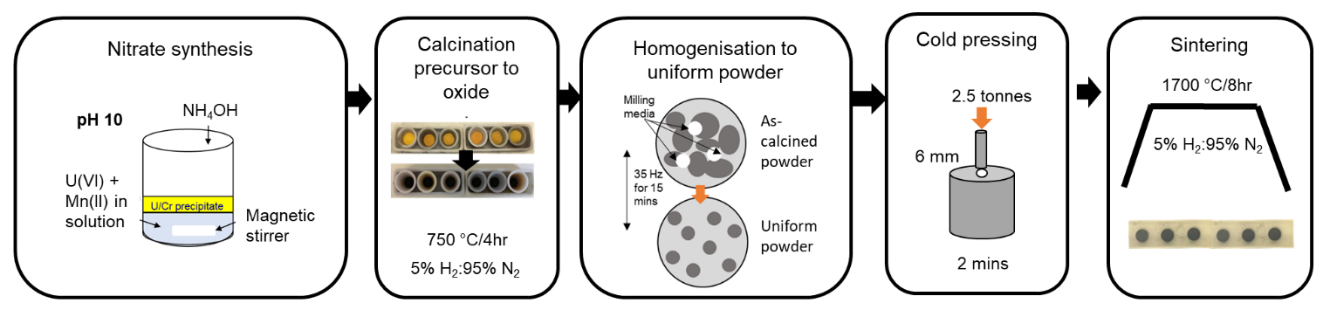 Nitrate synthesis
NH₄OH
pH 10
U(VI) +
Mn(II) in
solution
U/Cr precipitate
Magnetic
stirrer
Calcination
precursor to
oxide
750 °C/4hr
5% H₂:95% N₂
Homogenisation to
uniform powder
Milling
media
As-
calcined
powder
35 Hz
for 15
mins
Uniform
powder
Cold pressing
2.5 tonnes
6 mm
2 mins
Sintering
1700 °C/8hr
5% H₂:95% N₂